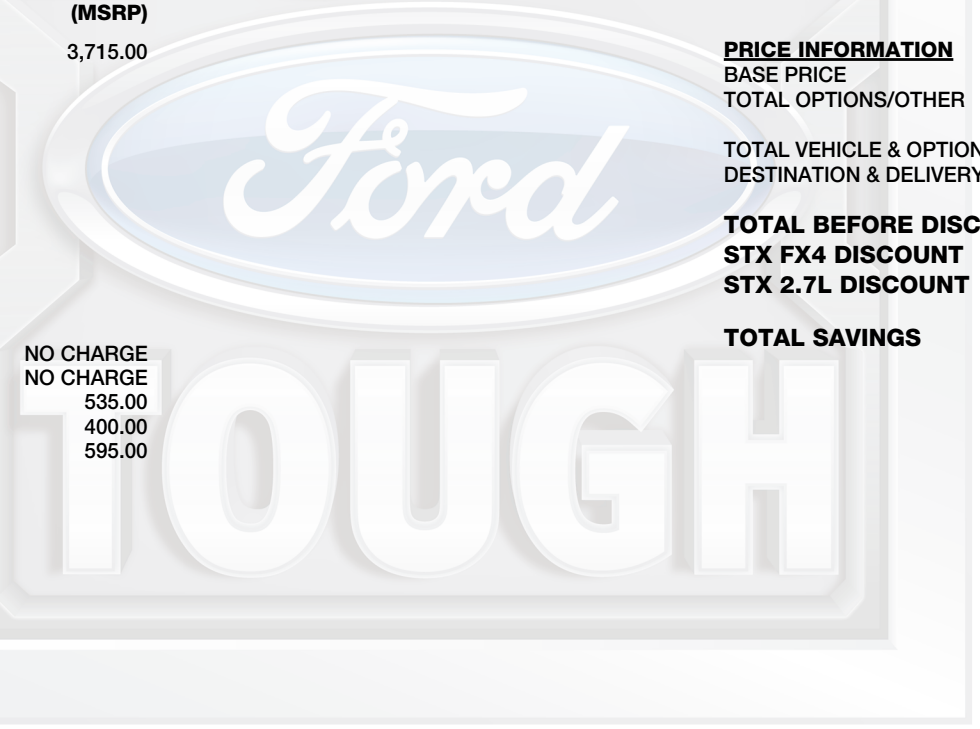 (MSRP)
3,715.00
NO CHARGE
NO CHARGE
535.00
400.00
595.00
PRICE INFORMATION
BASE PRICE
TOTAL OPTIONS/OTHER
TOTAL VEHICLE & OPTION
DESTINATION & DELIVERY
TOTAL BEFORE DISC
STX FX4 DISCOUNT
STX 2.7L DISCOUNT
TOTAL SAVINGS
Ford
TOUGH